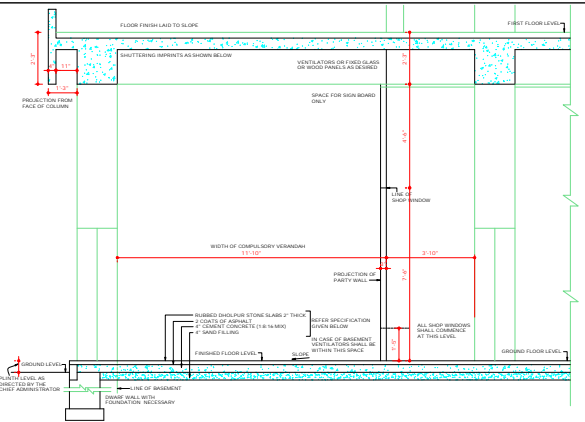 FLOOR FINISH LAID TO SLOPE
FIRST FLOOR LEVEL
SHUTTERING IMPRINTS AS SHOWN BELOW
VENTILATORS OR FIXED GLASS
OR WOOD PANELS AS DESIRED
2'-3"
2'-3"
11"
1'-3"
PROJECTION FROM
FACE OF COLUMN
SPACE FOR SIGN BOARD
ONLY
4'-6"
LINE OF
SHOP WINDOW
WIDTH OF COMPULSORY VERANDAH
11'-10"
3'-10"
PROJECTION OF
PARTY WALL
7'-6"
RUBBED DHOLPUR STONE SLABS 2" THICK
2 COATS OF ASPHALT
4" CEMENT CONCRETE (1:8:16-MIX)
4" SAND FILLING
REFER SPECIFICATION
GIVEN BELOW
IN CASE OF BASEMENT
VENTILATORS SHALL BE
WITHIN THIS SPACE
1'-5"
ALL SHOP WINDOWS
SHALL COMMENCE
AT THIS LEVEL
FINISHED FLOOR LEVEL
SLOPE
GROUND FLOOR LEVEL
GROUND LEVEL
PLINTH LEVEL AS
DIRECTED BY THE
CHIEF ADMINISTRATOR
LINE OF BASEMENT
DWARF WALL WITH
FOUNDATION NECESSARY